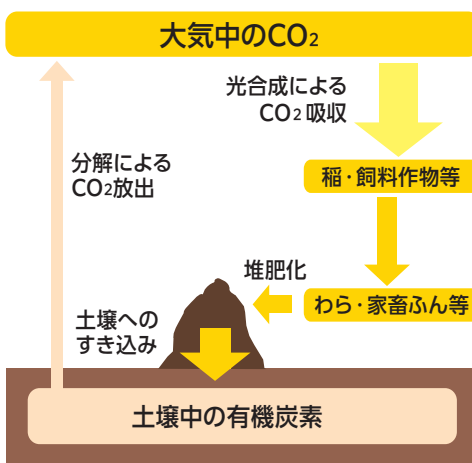 大気中のCO₂
光合成による
CO₂吸収
分解による
CO₂放出
稲・飼料作物等
堆肥化
わら・家畜ふん等
土壌への
すき込み
土壌中の有機炭素